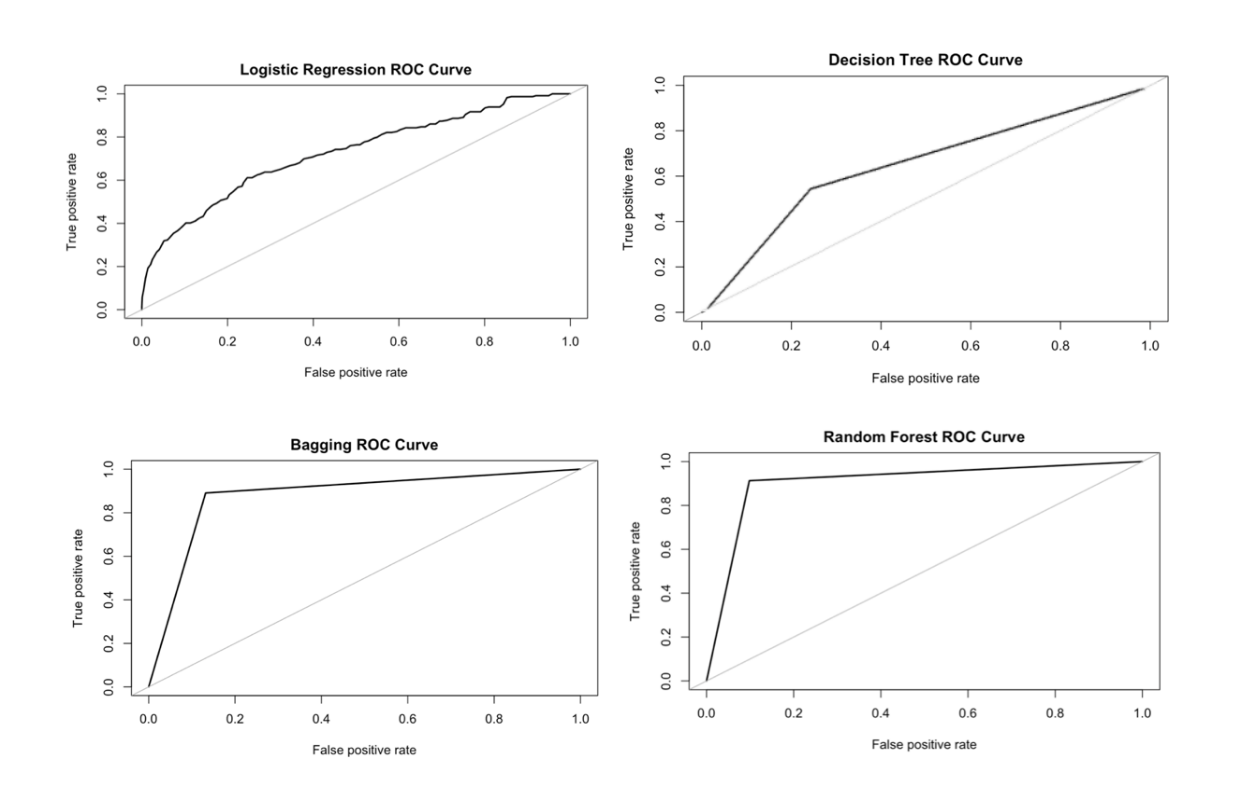 Logistic Regression ROC Curve
True positive rate
0.0 0.2 0.4 0.6 0.8 1.0
0.0 0.2 0.4 0.6 0.8 1.0
False positive rate
Decision Tree ROC Curve
True positive rate
0.0 0.2 0.4 0.6 0.8 1.0
0.0 0.2 0.4 0.6 0.8 1.0
False positive rate
Bagging ROC Curve
True positive rate
0.0 0.2 0.4 0.6 0.8 1.0
0.0 0.2 0.4 0.6 0.8 1.0
False positive rate
Random Forest ROC Curve
True positive rate
0.0 0.2 0.4 0.6 0.8 1.0
0.0 0.2 0.4 0.6 0.8 1.0
False positive rate